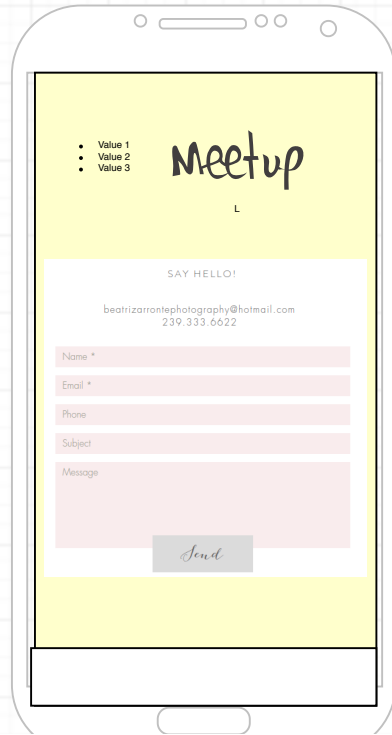 Value 1
Value 2
Value 3
Meetup
L
SAY HELLO!
beatrizarrontephotography@hotmail.com
239.333.6622
Name *
Email *
Phone
Subject
Message
Send